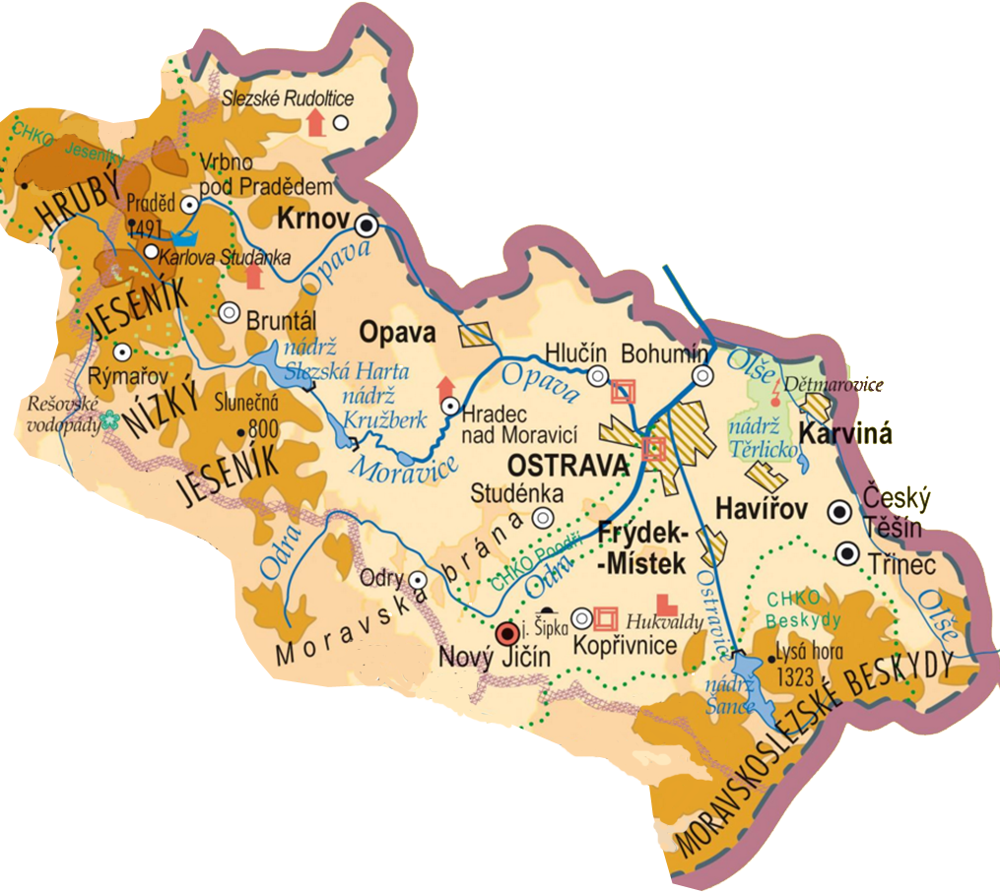 Slezské Rudoltice
CHKO Jeseníky
Vrbno
pod Pradědem
HRUBÝ
JESENÍK
Praděd
1491
Krnov
Karlova Studánka
Opava
Bruntál
Opava
nádrž
Slezská Harta
Hlučín
Bohumín
Olše
Rýmařov
Opava
Dětmarovice
Rešovské
vodopády
NÍZKÝ
JESENÍK
Slunečná
800
nádrž
Kružberk
Hradec
nad Moravicí
nádrž
Těrlicko
Karviná
Moravice
OSTRAVA
Studénka
Havířov
Český
Těšín
Odra
Moravská brána
CHKO Poodří
Odra
Frýdek-
-Místek
Třinec
Odry
Ostravice
CHKO
Beskydy
Olše
j. Šipka
Hukvaldy
Nový Jičín
Kopřivnice
Lysá hora
1323
nádrž
Šance
MORAVSKOSLEZSKÉ BESKYDY